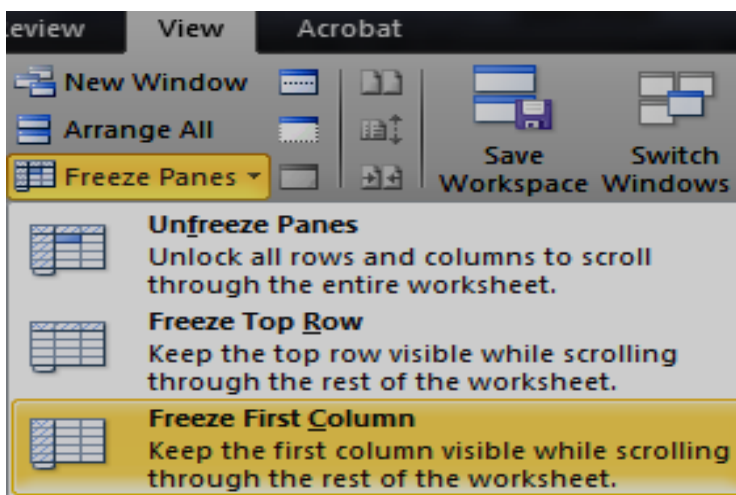 eview View Acrobat
New Window
Arrange All
Freeze Panes
Save
Workspace
Switch
Windows
Unfreeze Panes
Unlock all rows and columns to scroll
through the entire worksheet.
Freeze Top Row
Keep the top row visible while scrolling
through the rest of the worksheet.
Freeze First Column
Keep the first column visible while scrolling
through the rest of the worksheet.